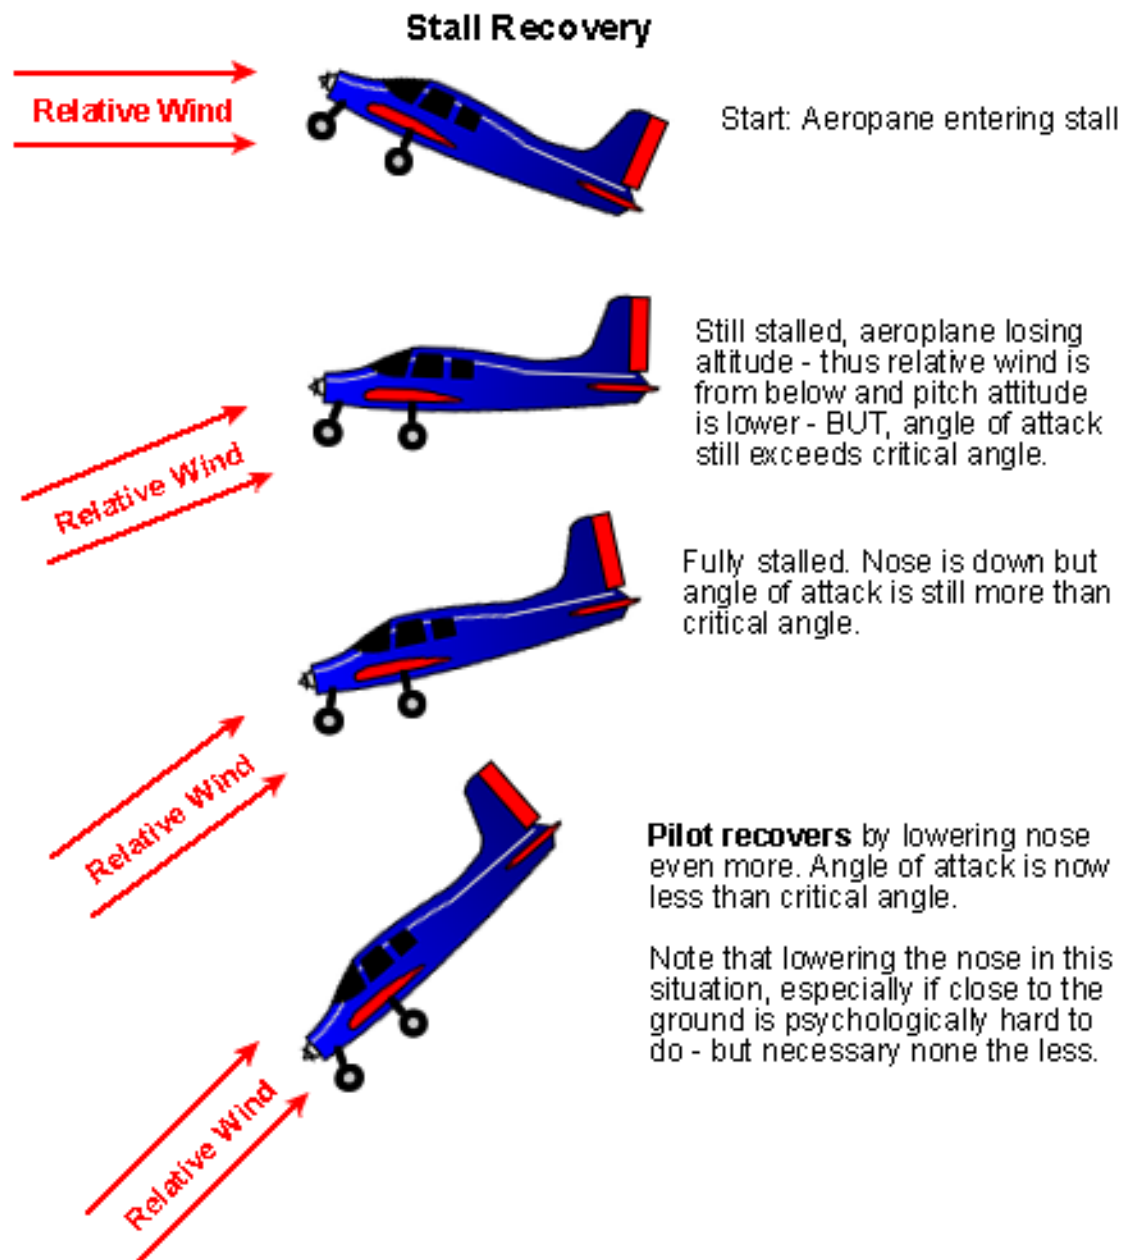 Stall Recovery
Relative Wind
Start: Aeropane entering stall
Still stalled, aeroplane losing
attitude - thus relative wind is
from below and pitch attitude
is lower - BUT, angle of attack
still exceeds critical angle.
Relative Wind
Fully stalled. Nose is down but
angle of attack is still more than
critical angle.
Relative Wind
Pilot recovers by lowering nose
even more. Angle of attack is now
less than critical angle.
Note that lowering the nose in this
situation, especially if close to the
ground is psychologically hard to
do - but necessary none the less.
Relative Wind